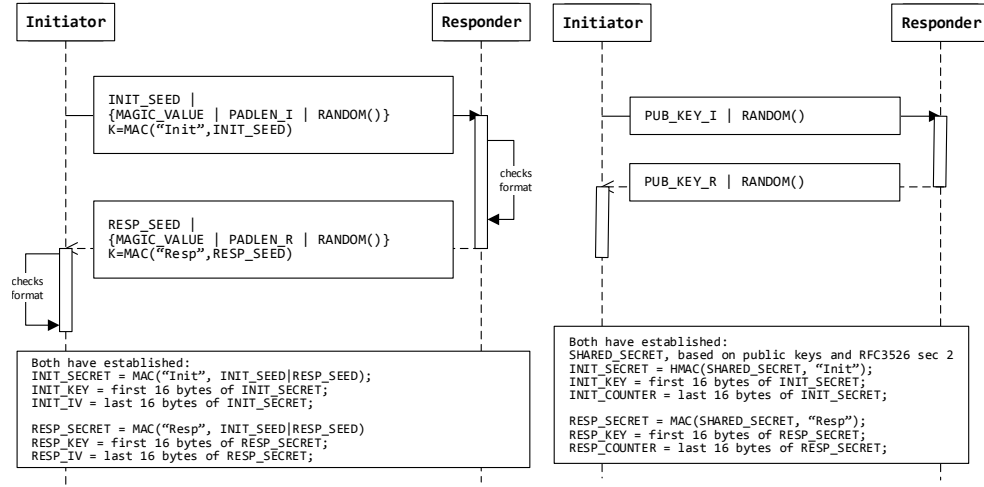 Initiator
Responder
INIT_SEED |
{MAGIC_VALUE | PADLEN_I | RANDOM()}
K=MAC(“Init”,INIT_SEED)
checks
format
RESP_SEED |
{MAGIC_VALUE | PADLEN_R | RANDOM()}
K=MAC(“Resp”,RESP_SEED)
checks
format
Both have established:
INIT_SECRET = MAC(“Init”, INIT_SEED|RESP_SEED);
INIT_KEY = first 16 bytes of INIT_SECRET;
INIT_IV = last 16 bytes of INIT_SECRET;
RESP_SECRET = MAC(“Resp”, INIT_SEED|RESP_SEED)
RESP_KEY = first 16 bytes of RESP_SECRET;
RESP_IV = last 16 bytes of RESP_SECRET;
Initiator
Responder
PUB_KEY_I | RANDOM()
PUB_KEY_R | RANDOM()
Both have established:
SHARED_SECRET, based on public keys and RFC3526 sec 2
INIT_SECRET = HMAC(SHARED_SECRET, “Init”);
INIT_KEY = first 16 bytes of INIT_SECRET;
INIT_COUNTER = last 16 bytes of INIT_SECRET;
RESP_SECRET = MAC(SHARED_SECRET, “Resp”);
RESP_KEY = first 16 bytes of RESP_SECRET;
RESP_COUNTER = last 16 bytes of RESP_SECRET;